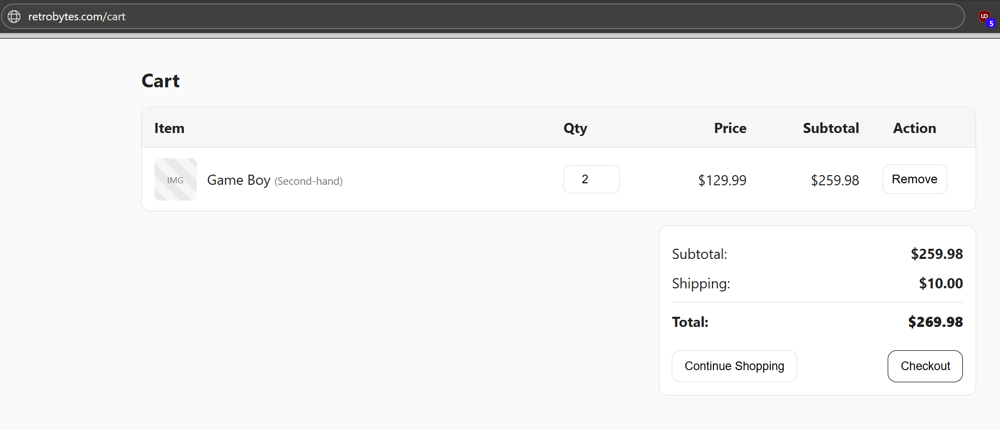 retrobytes.com/cart
5
Cart
Item Qty Price Subtotal Action
IMG Game Boy (Second-hand) 2 $129.99 $259.98 Remove
Subtotal: $259.98
Shipping: $10.00
Total: $269.98
Continue Shopping Checkout